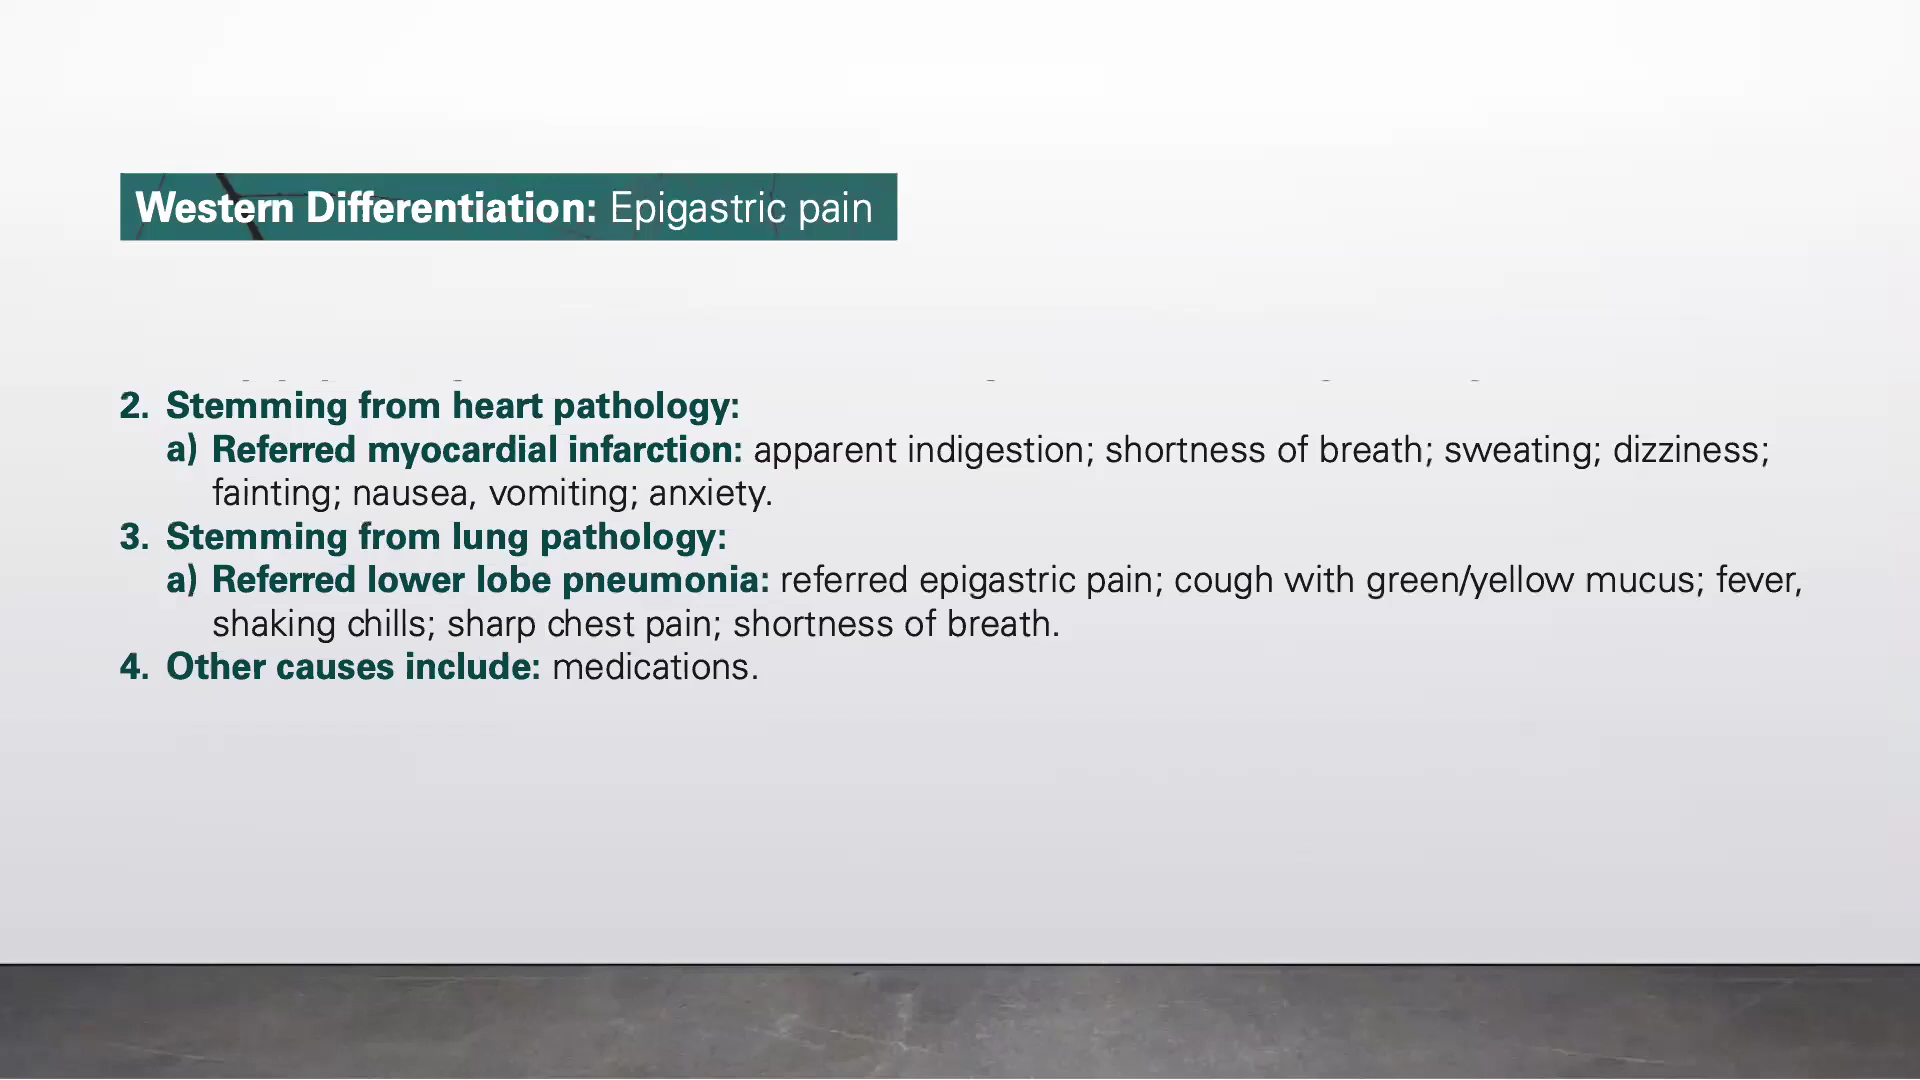 Western Differentiation: Epigastric pain
2. Stemming from heart pathology:
a) Referred myocardial infarction: apparent indigestion; shortness of breath; sweating; dizziness;
fainting; nausea, vomiting; anxiety.
3. Stemming from lung pathology:
a) Referred lower lobe pneumonia: referred epigastric pain; cough with green/yellow mucus; fever,
shaking chills; sharp chest pain; shortness of breath.
4. Other causes include: medications.